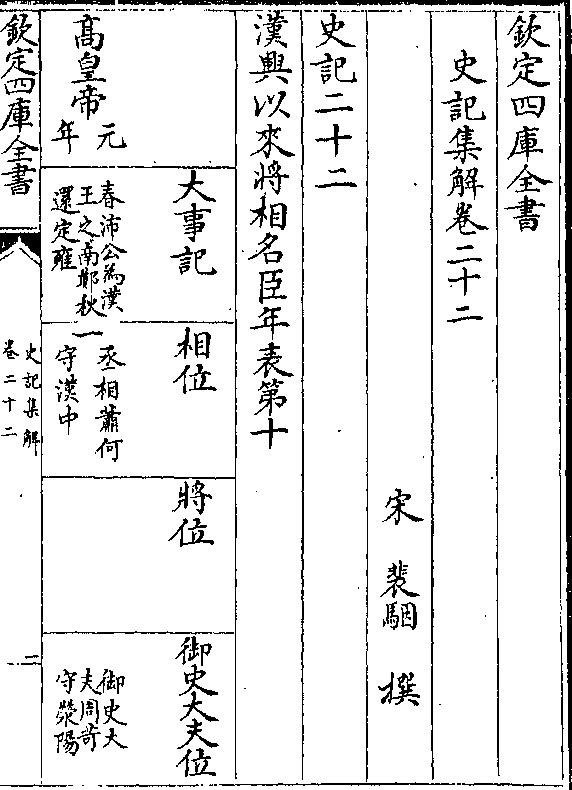 欽定四庫全書
史記集解卷二十二
宋 裴駰 撰
史記二十二
漢興以來將相名臣年表第十
大事記
相位
將位
御史大夫位
高皇帝元年
春沛公為漢
王之南鄭秋
還定雍
一
丞相蕭何
守漢中
御史大
夫周苛
守滎陽
欽定四庫全書
史記集解
卷二十二
二